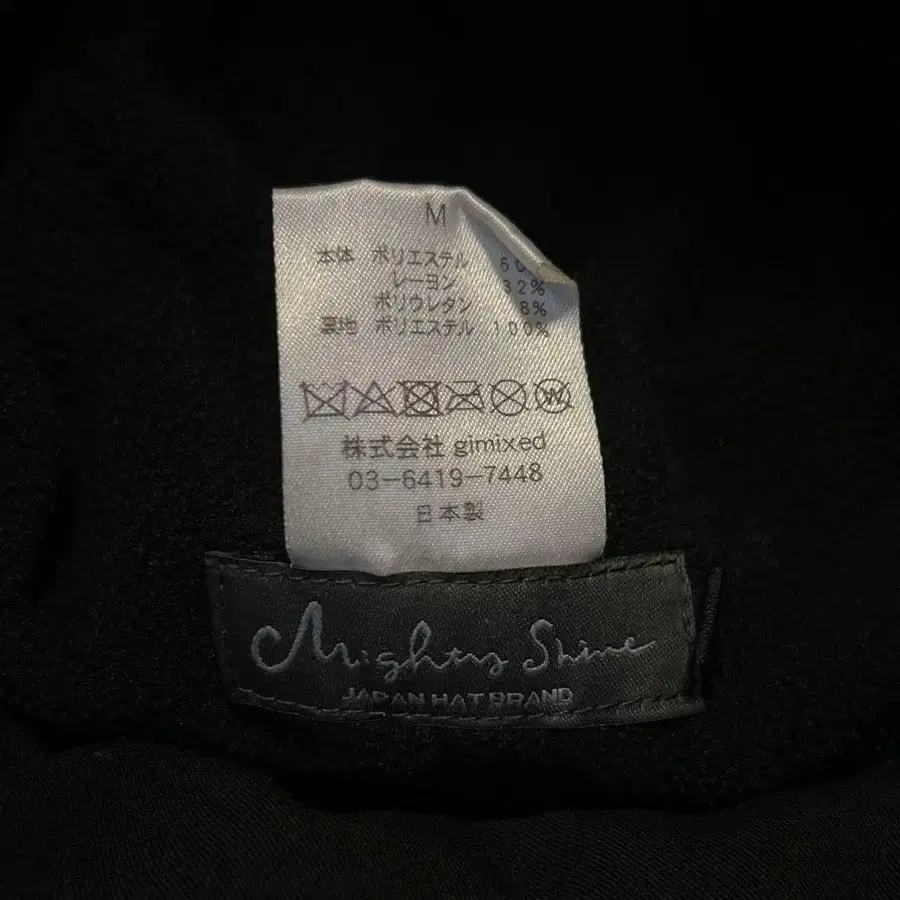 M
本体 ポリエステル 60%
レーヨン 32%
ポリウレタン 8%
裏地 ポリエステル 100%
株式会社 gimixed
03-6419-7448
日本製
Mighty Shine
JAPAN HAT BRAND